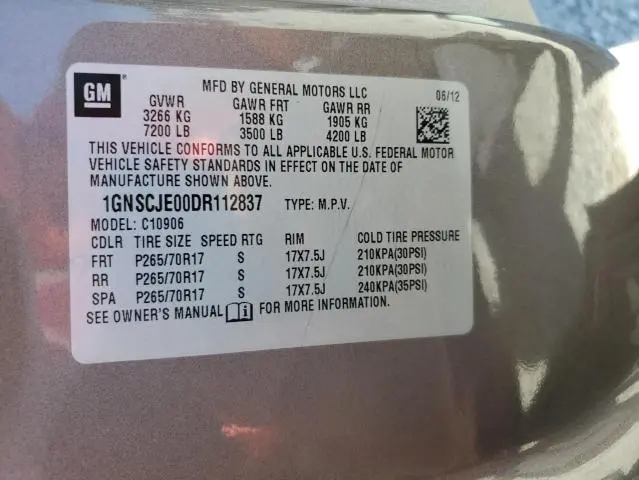 GM
MFD BY GENERAL MOTORS LLC 06/12
GVWR GAWR FRT GAWR RR
3266 KG 1588 KG 1905 KG
7200 LB 3500 LB 4200 LB
THIS VEHICLE CONFORMS TO ALL APPLICABLE U.S. FEDERAL MOTOR
VEHICLE SAFETY STANDARDS IN EFFECT ON THE DATE OF
MANUFACTURE SHOWN ABOVE.
1GNSCJE00DR112837 TYPE: M.P.V.
MODEL: C10906
CDLR TIRE SIZE SPEED RTG RIM COLD TIRE PRESSURE
FRT P265/70R17 S 17X7.5J 210KPA(30PSI)
RR P265/70R17 S 17X7.5J 210KPA(30PSI)
SPA P265/70R17 S 17X7.5J 240KPA(35PSI)
SEE OWNER'S MANUAL FOR MORE INFORMATION.